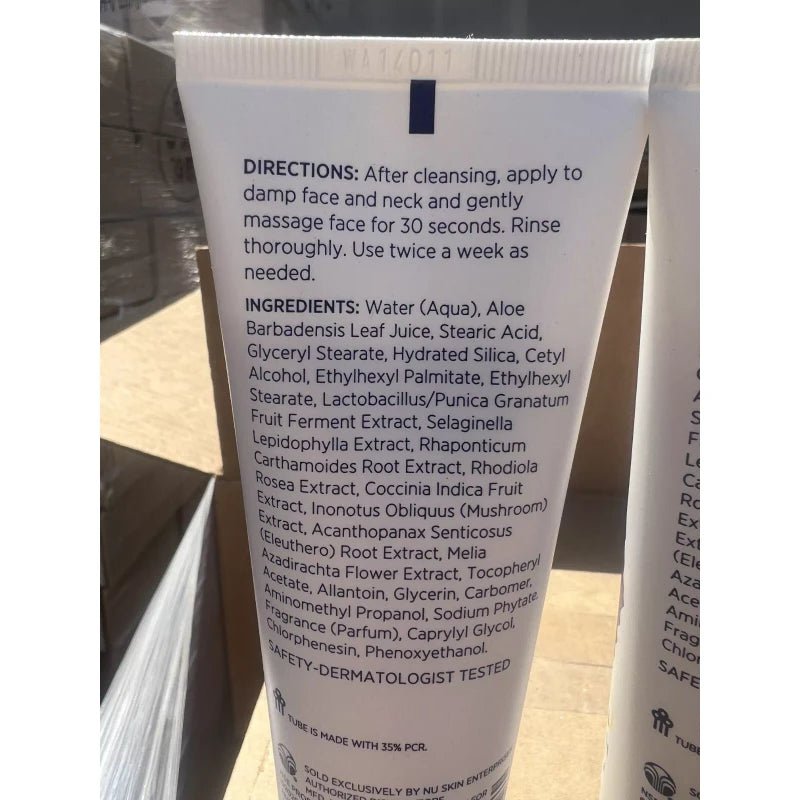 WA14011
DIRECTIONS: After cleansing, apply to
damp face and neck and gently
massage face for 30 seconds. Rinse
thoroughly. Use twice a week as
needed.
INGREDIENTS: Water (Aqua), Aloe
Barbadensis Leaf Juice, Stearic Acid,
Glyceryl Stearate, Hydrated Silica, Cetyl
Alcohol, Ethylhexyl Palmitate, Ethylhexyl
Stearate, Lactobacillus/Punica Granatum
Fruit Ferment Extract, Selaginella
Lepidophylla Extract, Rhaponticum
Carthamoides Root Extract, Rhodiola
Rosea Extract, Coccinia Indica Fruit
Extract, Inonotus Obliquus (Mushroom)
Extract, Acanthopanax Senticosus
(Eleuthero) Root Extract, Melia
Azadirachta Flower Extract, Tocopheryl
Acetate, Allantoin, Glycerin, Carbomer,
Aminomethyl Propanol, Sodium Phytate,
Fragrance (Parfum), Caprylyl Glycol,
Chlorphenesin, Phenoxyethanol.
SAFETY-DERMATOLOGIST TESTED
TUBE IS MADE WITH 35% PCR.
SOLD EXCLUSIVELY BY NU SKIN
AUTHORIZED
MFD. FOR